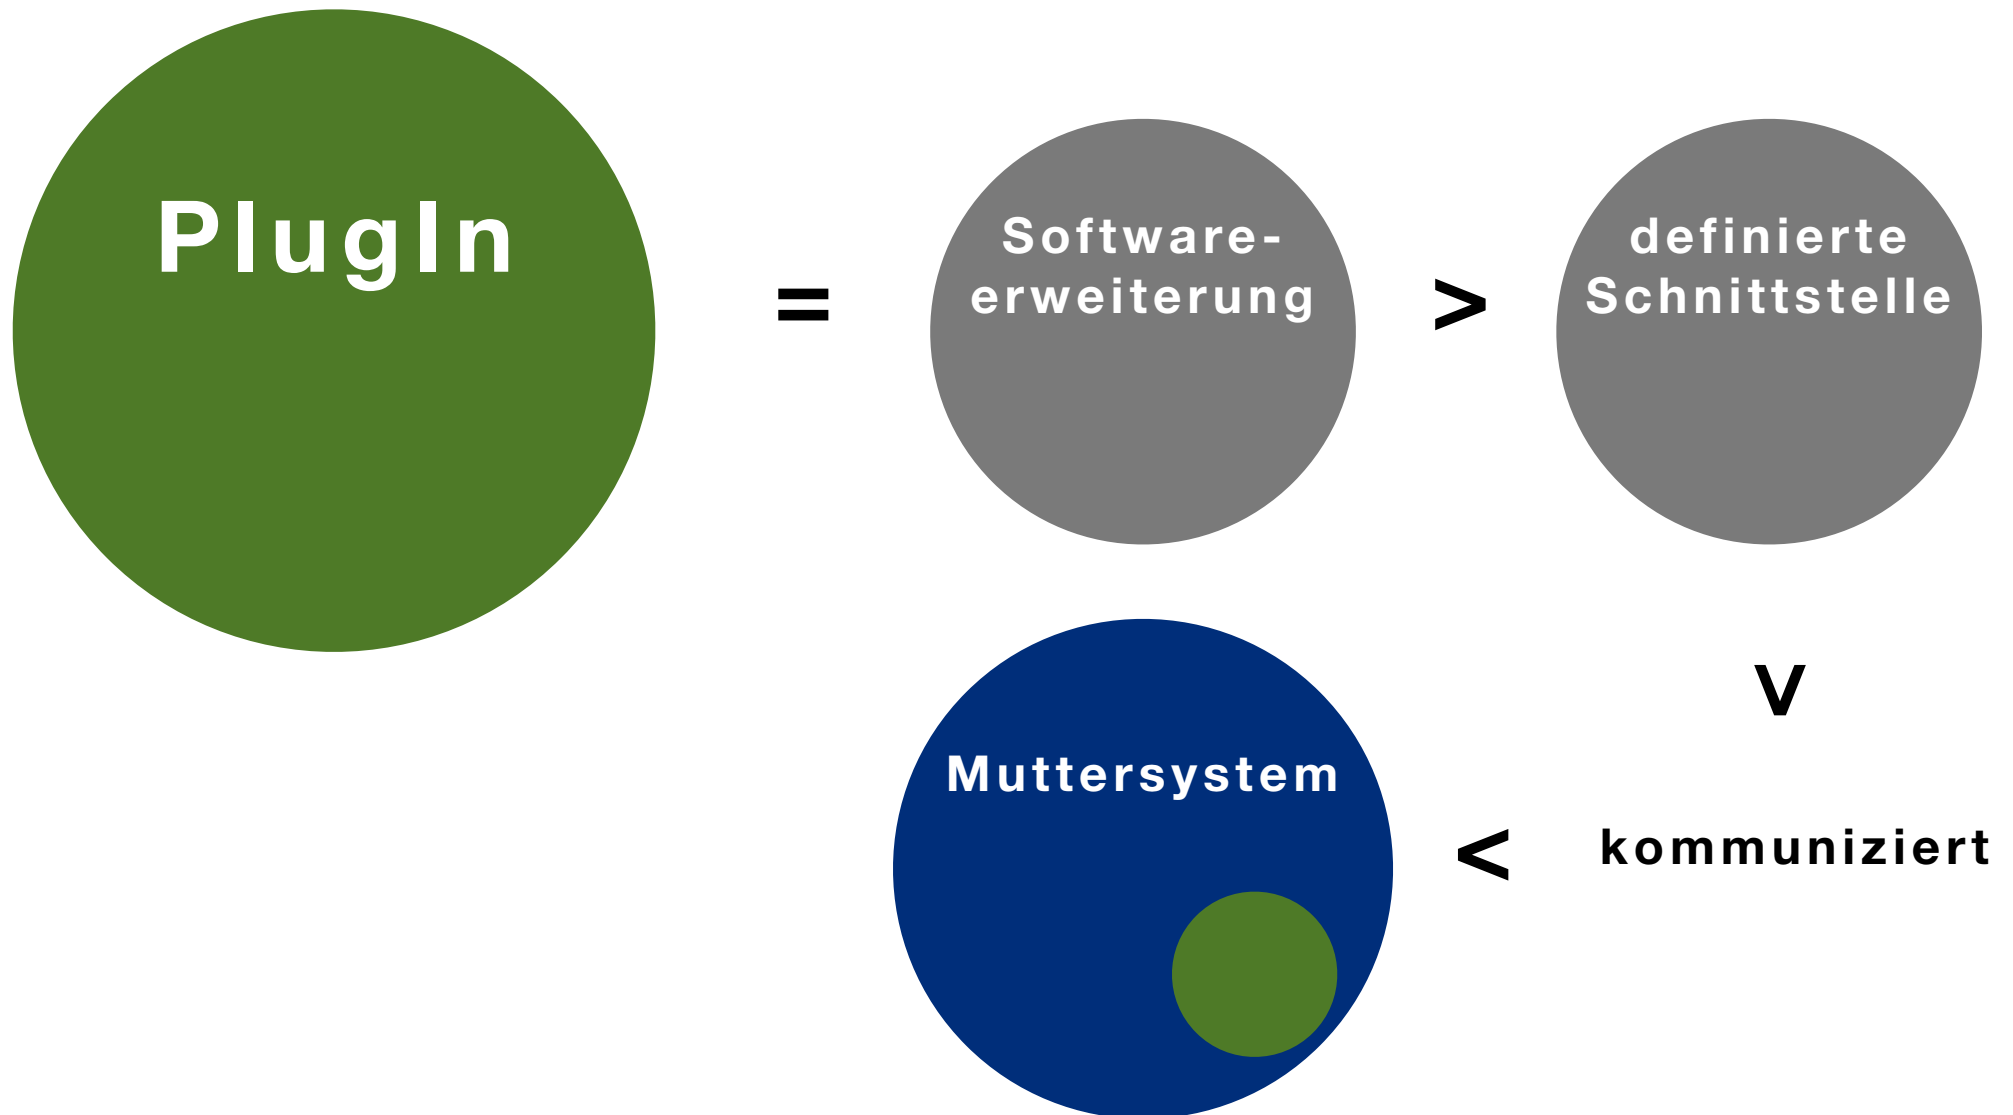 PlugIn
=
Software-
erweiterung
>
definierte
Schnittstelle
v
kommuniziert
<
Muttersystem